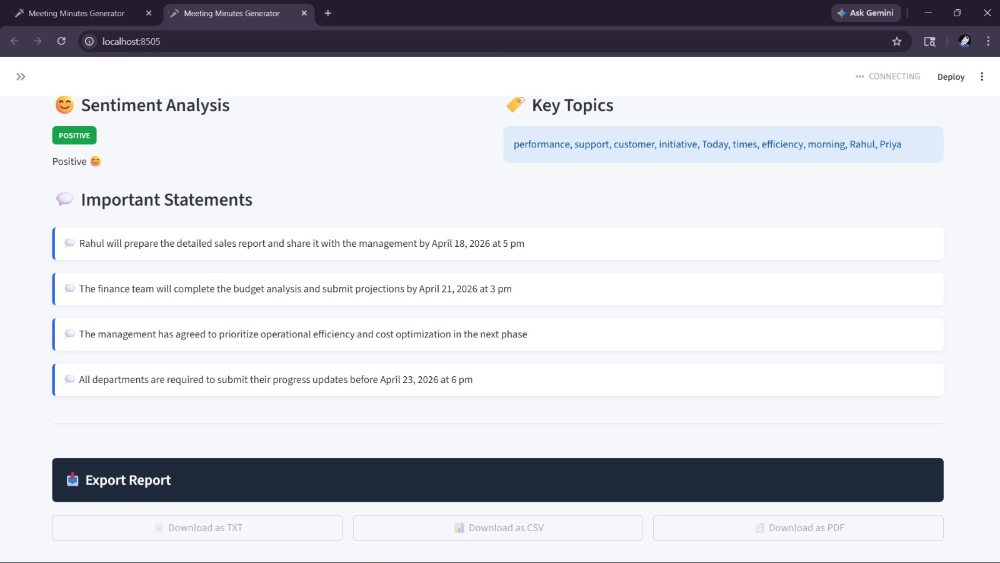 Meeting Minutes Generator
Meeting Minutes Generator
Ask Gemini
localhost:8505
CONNECTING
Deploy
😊 Sentiment Analysis
POSITIVE
Positive 😊
🏷️ Key Topics
performance, support, customer, initiative, Today, times, efficiency, morning, Rahul, Priya
💬 Important Statements
💭 Rahul will prepare the detailed sales report and share it with the management by April 18, 2026 at 5 pm
💭 The finance team will complete the budget analysis and submit projections by April 21, 2026 at 3 pm
💭 The management has agreed to prioritize operational efficiency and cost optimization in the next phase
💭 All departments are required to submit their progress updates before April 23, 2026 at 6 pm
📥 Export Report
Download as TXT
Download as CSV
Download as PDF